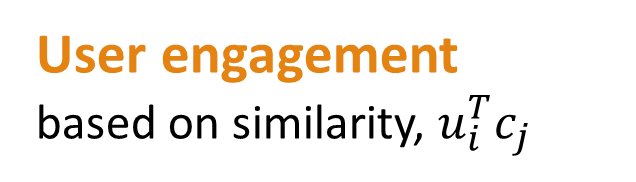 User engagement
based on similarity, $u_i^T c_j$